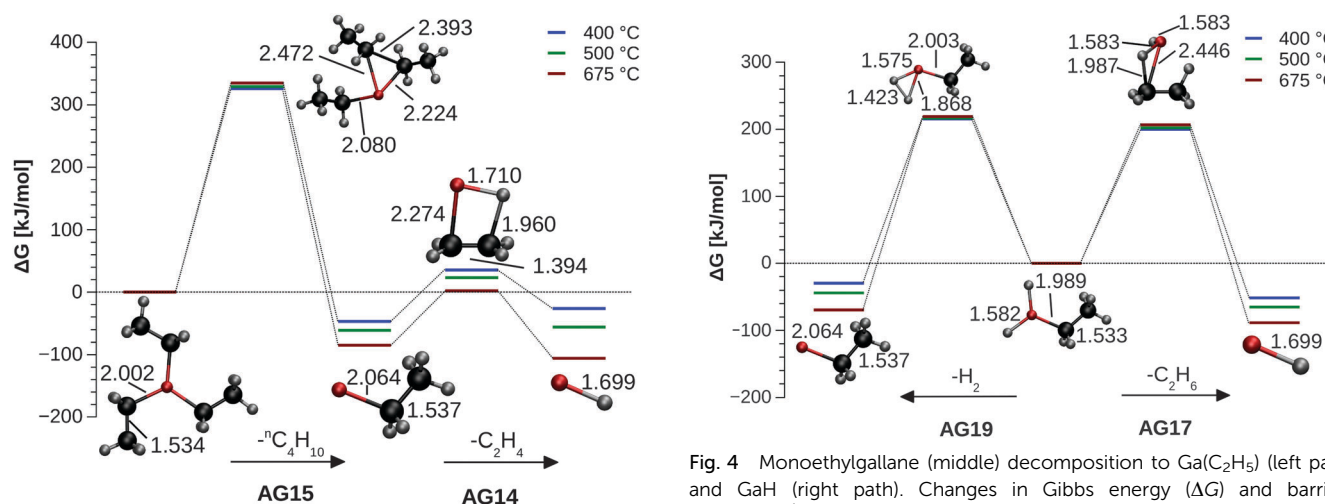 400
300
200
100
0
−100
−200
ΔG [kJ/mol]
400 °C
500 °C
675 °C
2.393
2.472
2.224
2.080
1.710
2.274
1.960
1.394
2.002
1.534
2.064
1.537
1.699
-ⁿC₄H₁₀
-C₂H₄
AG15
AG14
300
200
100
0
−100
−200
ΔG [kJ/mol]
400 °C
500 °C
675 °C
2.003
1.575
1.423
1.868
1.583
1.583
2.446
1.987
1.989
1.582
1.533
2.064
1.537
1.699
-H₂
-C₂H₆
AG19
AG17
Fig. 4 Monoethylgallane (middle) decomposition to Ga(C₂H₅) (left pa
and GaH (right path). Changes in Gibbs energy (ΔG) and barri